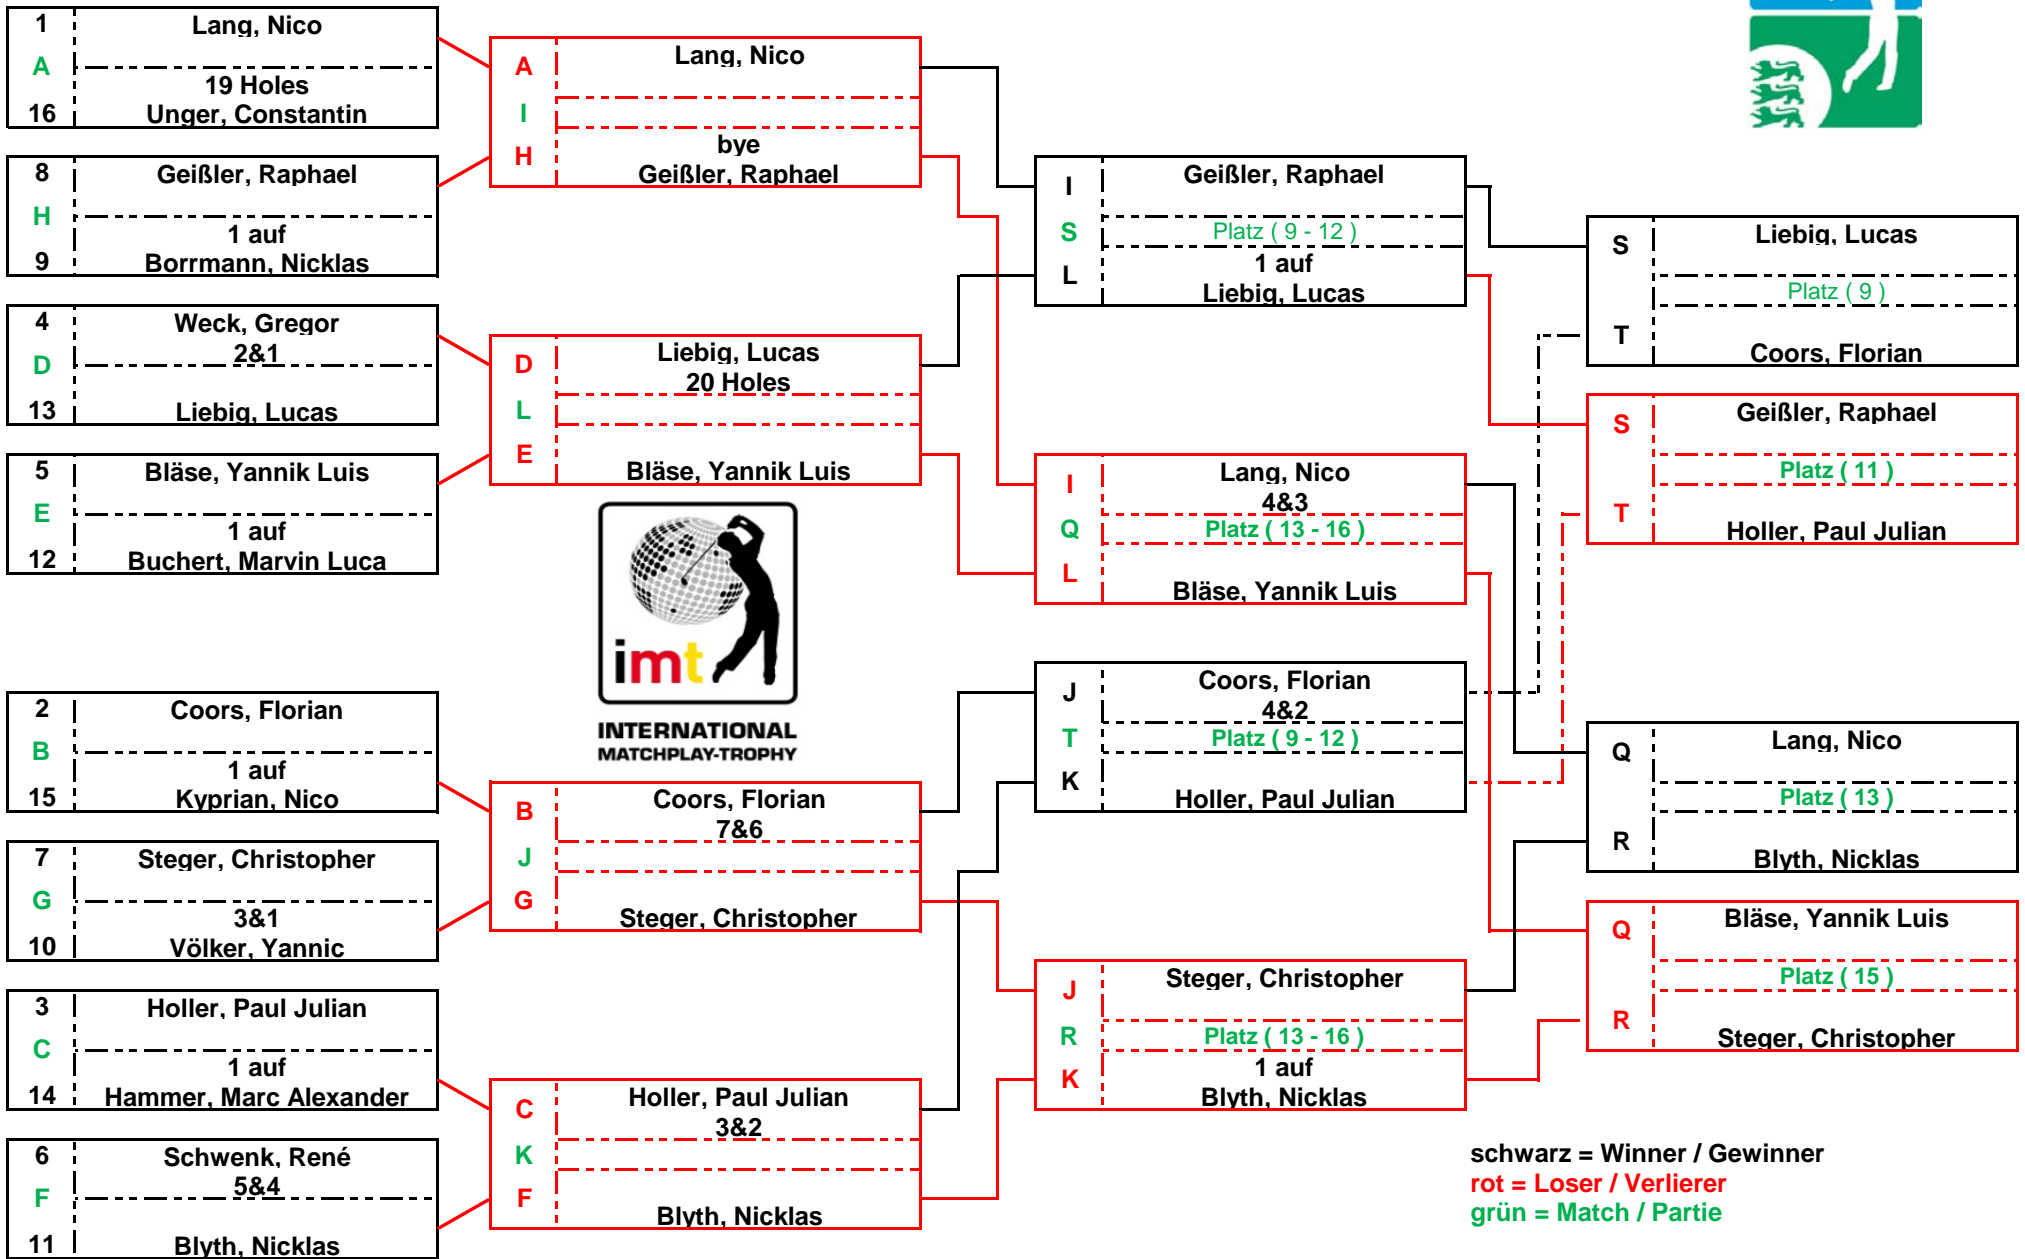 1 Lang, Nico
A
19 Holes
16 Unger, Constantin
8 Geißler, Raphael
H
1 auf
9 Borrmann, Nicklas
4 Weck, Gregor
2&1
D
13 Liebig, Lucas
5 Bläse, Yannik Luis
E
1 auf
12 Buchert, Marvin Luca
2 Coors, Florian
B
1 auf
15 Kyprian, Nico
7 Steger, Christopher
G
3&1
10 Völker, Yannic
3 Holler, Paul Julian
C
1 auf
14 Hammer, Marc Alexander
6 Schwenk, René
5&4
F
11 Blyth, Nicklas
A Lang, Nico
I
bye
H Geißler, Raphael
D Liebig, Lucas
20 Holes
L
E Bläse, Yannik Luis
imt
INTERNATIONAL
MATCHPLAY-TROPHY
B Coors, Florian
7&6
J
G Steger, Christopher
C Holler, Paul Julian
3&2
K
F Blyth, Nicklas
I Geißler, Raphael
S Platz ( 9 - 12 )
1 auf
L Liebig, Lucas
I Lang, Nico
4&3
Q Platz ( 13 - 16 )
L Bläse, Yannik Luis
J Coors, Florian
4&2
T Platz ( 9 - 12 )
K Holler, Paul Julian
J Steger, Christopher
R Platz ( 13 - 16 )
1 auf
K Blyth, Nicklas
S Liebig, Lucas
Platz ( 9 )
T Coors, Florian
S Geißler, Raphael
Platz ( 11 )
T Holler, Paul Julian
Q Lang, Nico
Platz ( 13 )
R Blyth, Nicklas
Q Bläse, Yannik Luis
Platz ( 15 )
R Steger, Christopher
schwarz = Winner / Gewinner
rot = Loser / Verlierer
grün = Match / Partie